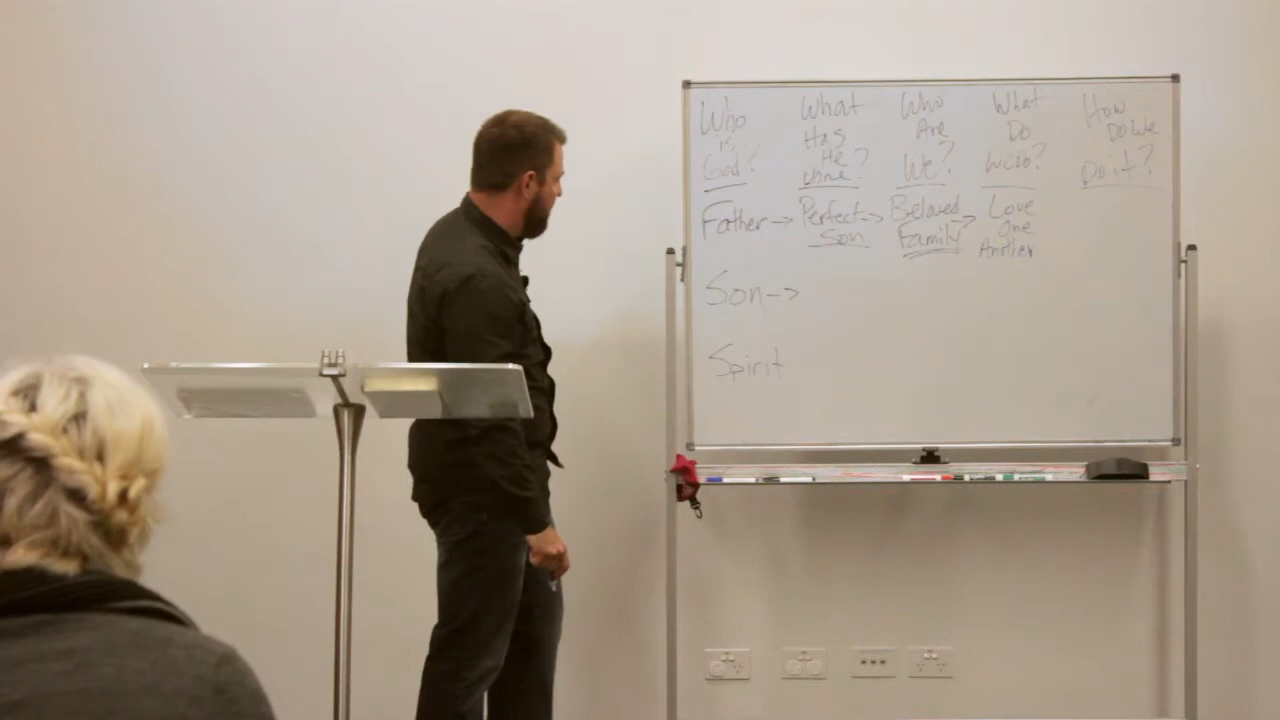 Who
is
God?
What
Has
He
Done?
Who
Are
We?
What
Do
We Do?
How
Do We
Do it?
Father →
Perfect →
Son
Beloved →
Family
Love
One
Another
Son →
Spirit